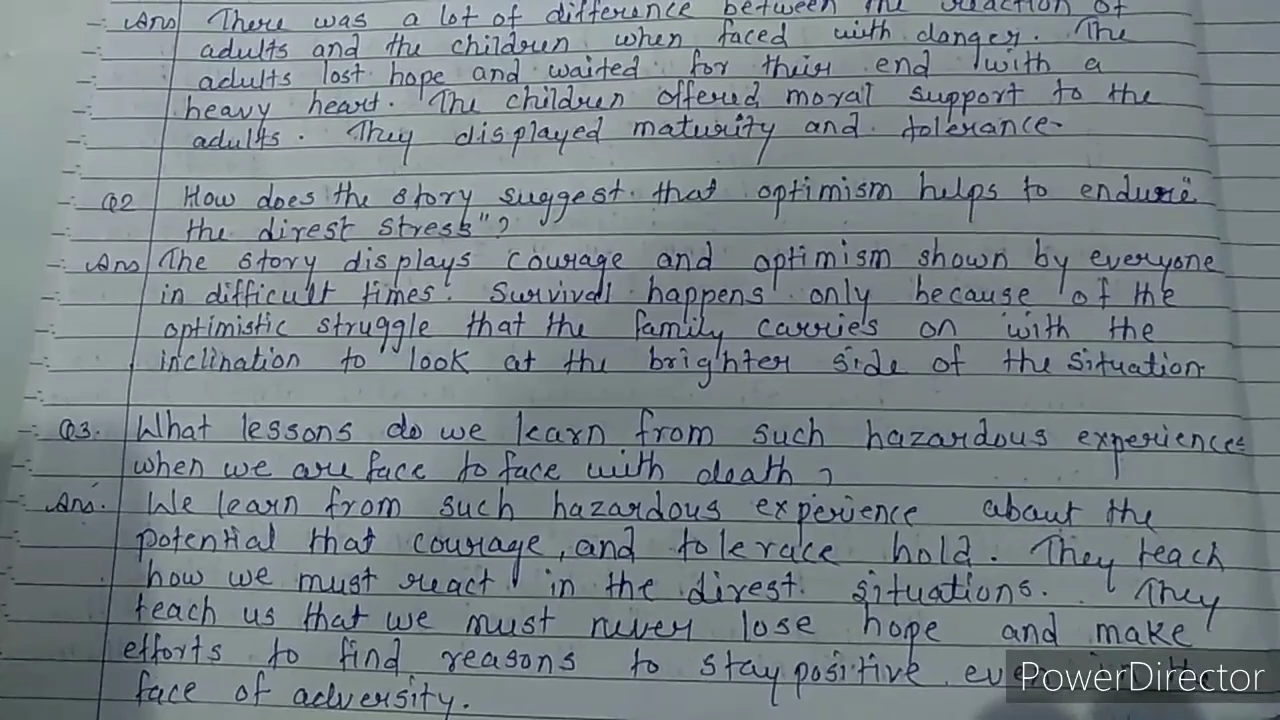 Ans There was a lot of difference between the reaction of
adults and the children when faced with danger. The
adults lost hope and waited for their end with a
heavy heart. The children offered moral support to the
adults. They displayed maturity and tolerance.
Q2 How does the story suggest that optimism helps to endure"
the direst stress"?
Ans The story displays courage and optimism shown by everyone
in difficult times. Survival happens only because of the
optimistic struggle that the family carries on with the
inclination to look at the brighter side of the situation
Q3. What lessons do we learn from such hazardous experiences
when we are face to face with death ?
Ans. We learn from such hazardous experience about the
potential that courage, and tolerace hold. They teach
how we must react in the direst situations. They
teach us that we must never lose hope and make
efforts to find reasons to stay positive
face of adversity.
PowerDirector